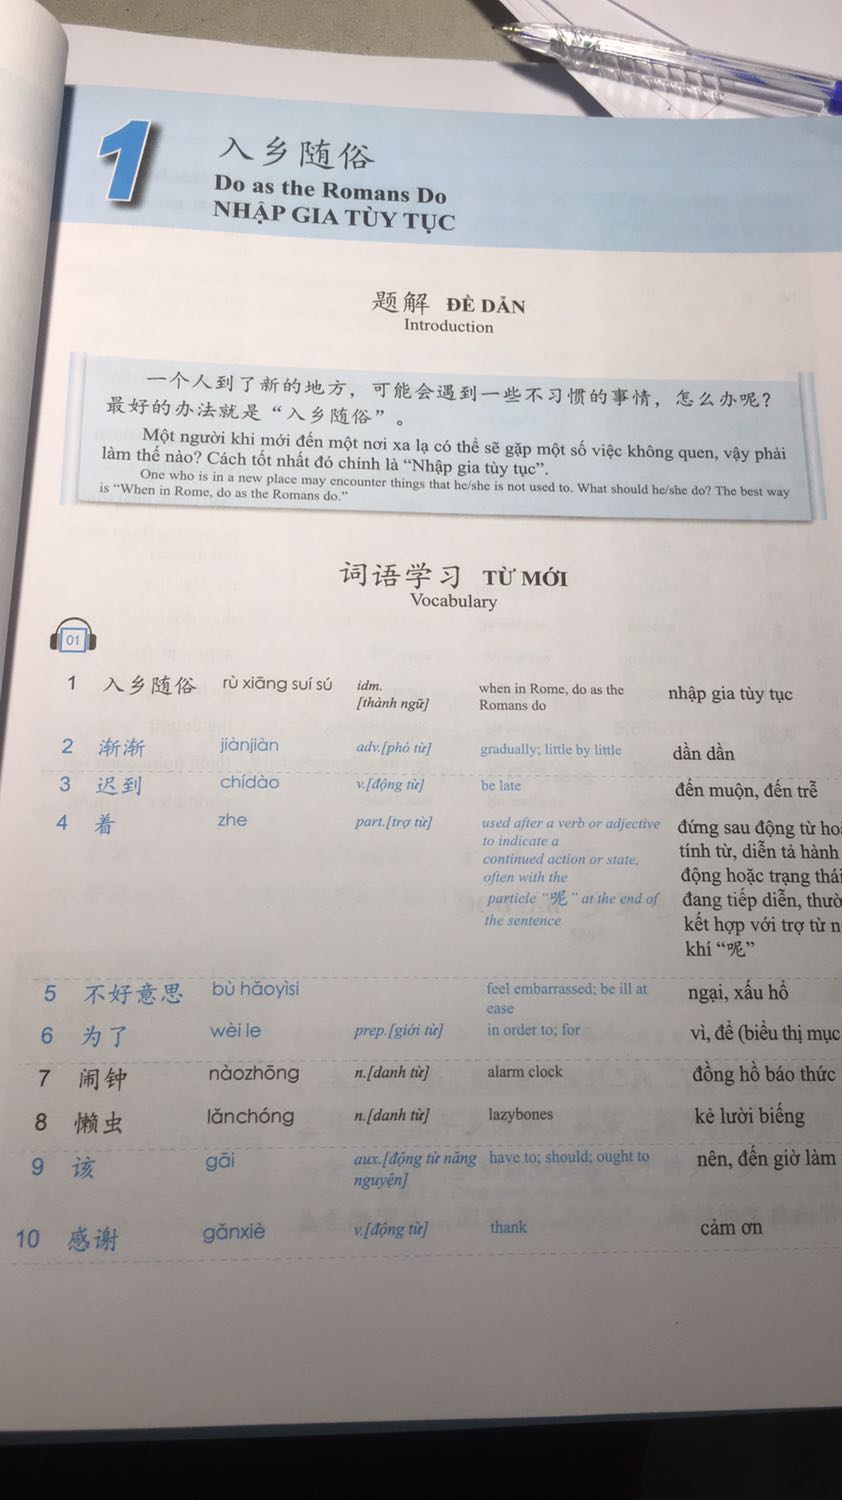 1
入乡随俗
Do as the Romans Do
NHẬP GIA TÙY TỤC
题解 ĐỀ DẪN
Introduction
一个人到了新的地方，可能会遇到一些不习惯的事情，怎么办呢？
最好的办法就是“入乡随俗”。
Một người khi mới đến một nơi xa lạ có thể sẽ gặp một số việc không quen, vậy phải
làm thế nào? Cách tốt nhất đó chính là “Nhập gia tùy tục”.
One who is in a new place may encounter things that he/she is not used to. What should he/she do? The best way
is “When in Rome, do as the Romans do.”
词语学习 TỪ MỚI
Vocabulary
01
1 入乡随俗 rù xiāng suí sú idm. when in Rome, do as the nhập gia tùy tục
[thành ngữ] Romans do
2 渐渐 jiànjiàn adv.[phó từ] gradually; little by little dần dần
3 迟到 chídào v.[động từ] be late đến muộn, đến trễ
4 着 zhe part.[trợ từ] used after a verb or adjective đứng sau động từ hoặ
to indicate a tính từ, diễn tả hành
continued action or state, động hoặc trạng thái
often with the đang tiếp diễn, thườ
particle “呢” at the end of kết hợp với trợ từ n
the sentence khí “呢”
5 不好意思 bù hǎoyìsi feel embarrassed; be ill at ngại, xấu hổ
ease
6 为了 wèi le prep.[giới từ] in order to; for vì, để (biểu thị mục
7 闹钟 nàozhōng n.[danh từ] alarm clock đồng hồ báo thức
8 懒虫 lǎnchóng n.[danh từ] lazybones kẻ lười biếng
9 该 gāi aux.[động từ năng have to; should; ought to nên, đến giờ làm
nguyện]
10 感谢 gǎnxiè v.[động từ] thank cảm ơn